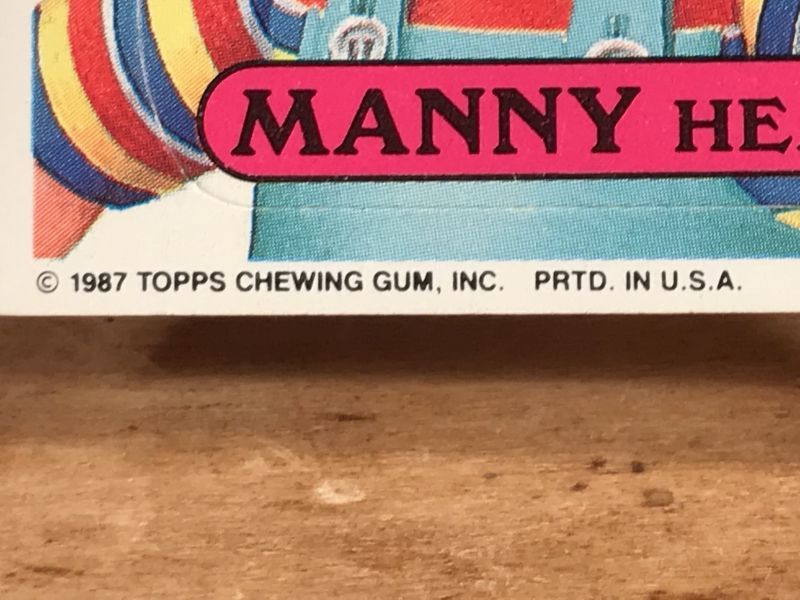 MANNY HE
© 1987 TOPPS CHEWING GUM, INC. PRTD. IN U.S.A.